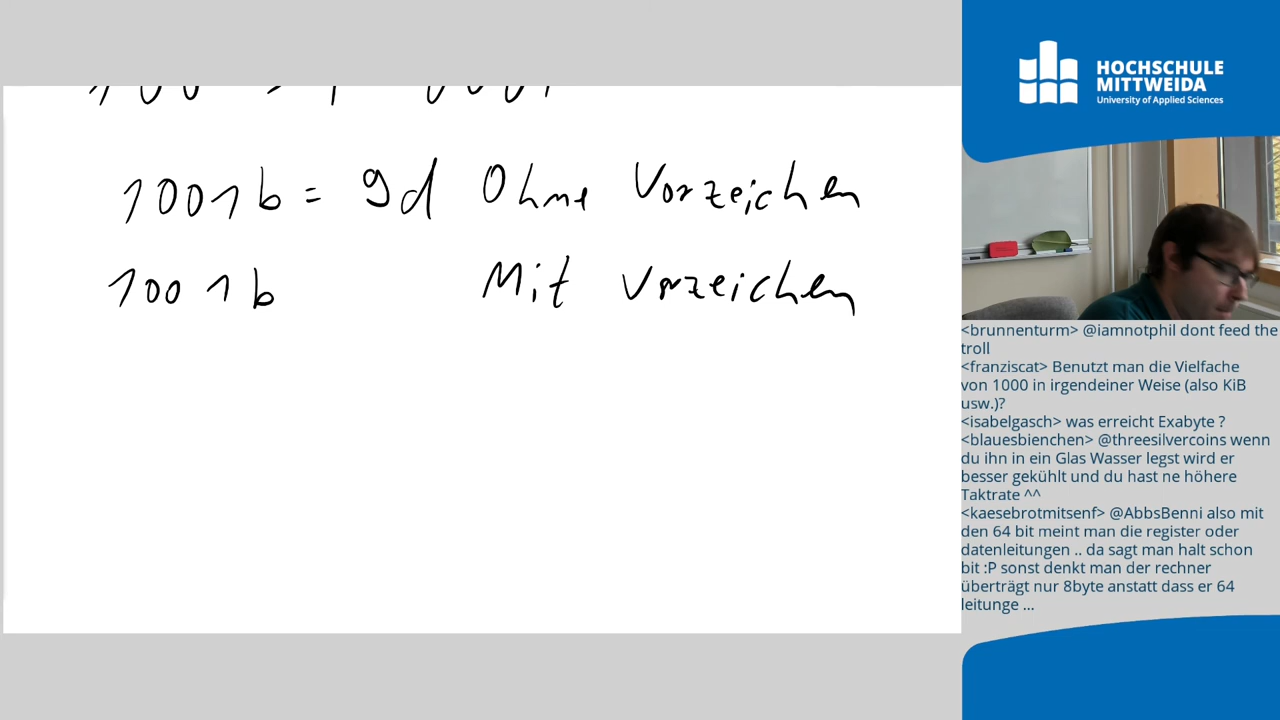 1001b = 9d Ohne Vorzeichen
1001b Mit Vorzeichen
HOCHSCHULE
MITTWEIDA
University of Applied Sciences
<brunnenturm> @iamnotphil dont feed the
troll
<franziscat> Benutzt man die Vielfache
von 1000 in irgendeiner Weise (also KiB
usw.)?
<isabelgasch> was erreicht Exabyte ?
<blauesbienchen> @threesilvercoins wenn
du ihn in ein Glas Wasser legst wird er
besser gekühlt und du hast ne höhere
Taktrate ^^
<kaesebrotmitsenf> @AbbsBenni also mit
den 64 bit meint man die register oder
datenleitungen .. da sagt man halt schon
bit :P sonst denkt man der rechner
überträgt nur 8byte anstatt dass er 64
leitunge ...